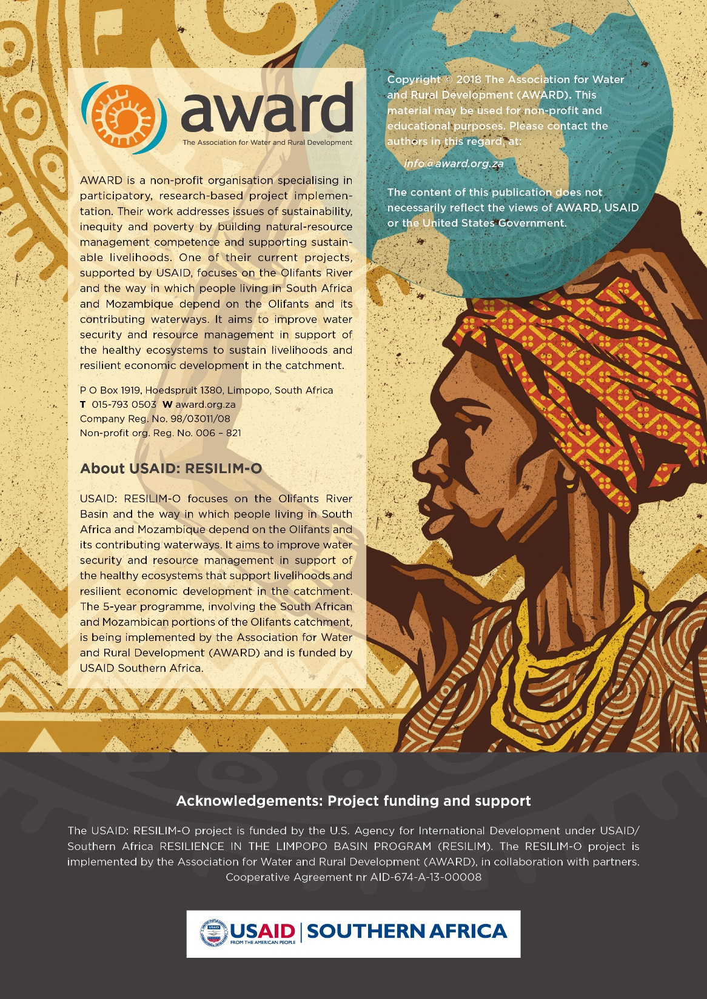 award
The Association for Water and Rural Development
AWARD is a non-profit organisation specialising in
participatory, research-based project implemen-
tation. Their work addresses issues of sustainability,
inequity and poverty by building natural-resource
management competence and supporting sustain-
able livelihoods. One of their current projects,
supported by USAID, focuses on the Olifants River
and the way in which people living in South Africa
and Mozambique depend on the Olifants and its
contributing waterways. It aims to improve water
security and resource management in support of
the healthy ecosystems to sustain livelihoods and
resilient economic development in the catchment.
P O Box 1919, Hoedspruit 1380, Limpopo, South Africa
T 015-793 0503 W award.org.za
Company Reg. No. 98/03011/08
Non-profit org. Reg. No. 006 – 821
About USAID: RESILIM-O
USAID: RESILIM-O focuses on the Olifants River
Basin and the way in which people living in South
Africa and Mozambique depend on the Olifants and
its contributing waterways. It aims to improve water
security and resource management in support of
the healthy ecosystems that support livelihoods and
resilient economic development in the catchment.
The 5-year programme, involving the South African
and Mozambican portions of the Olifants catchment,
is being implemented by the Association for Water
and Rural Development (AWARD) and is funded by
USAID Southern Africa.
Copyright © 2018 The Association for Water
and Rural Development (AWARD). This
material may be used for non-profit and
educational purposes. Please contact the
authors in this regard, at:
info@award.org.za
The content of this publication does not
necessarily reflect the views of AWARD, USAID
or the United States Government.
Acknowledgements: Project funding and support
The USAID: RESILIM-O project is funded by the U.S. Agency for International Development under USAID/
Southern Africa RESILIENCE IN THE LIMPOPO BASIN PROGRAM (RESILIM). The RESILIM-O project is
implemented by the Association for Water and Rural Development (AWARD), in collaboration with partners.
Cooperative Agreement nr AID-674-A-13-00008
USAID
USAID | SOUTHERN AFRICA
FROM THE AMERICAN PEOPLE